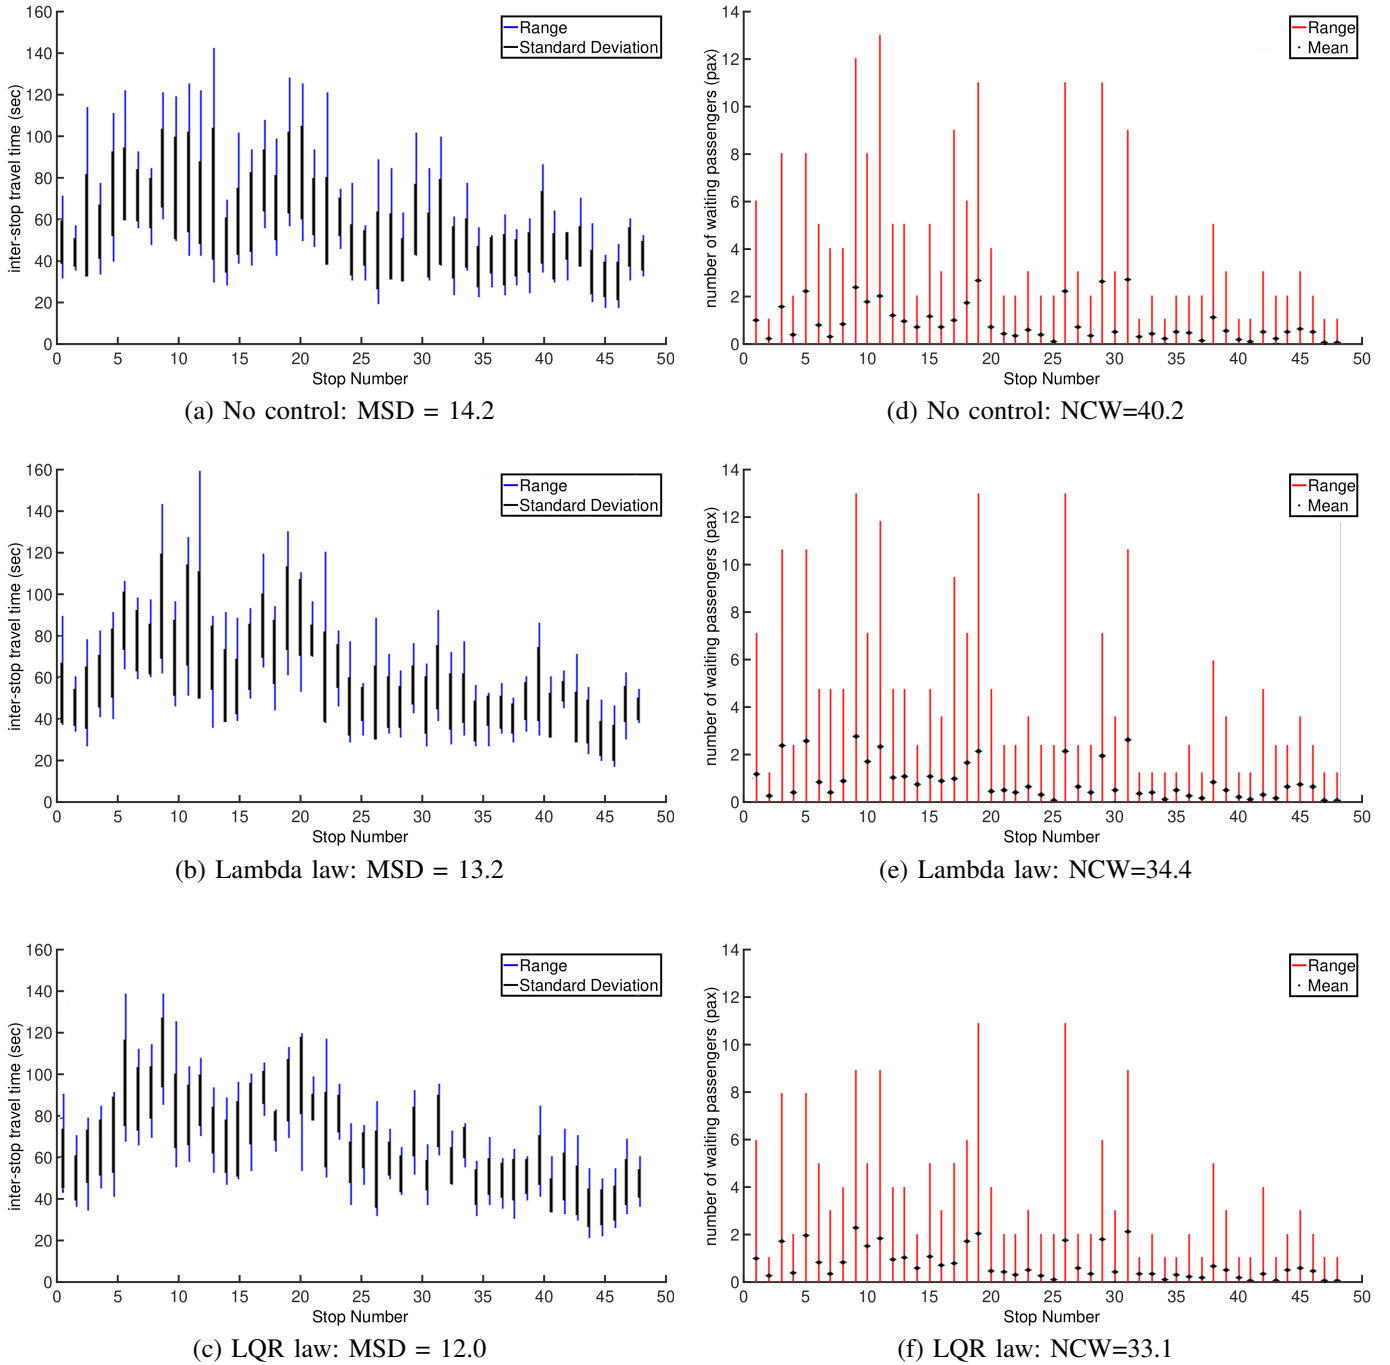 160
140
120
100
80
60
40
20
0
inter-stop travel time (sec)
Range
Standard Deviation
0 5 10 15 20 25 30 35 40 45 50
Stop Number
(a) No control: MSD = 14.2
14
12
10
8
6
4
2
0
number of waiting passengers (pax)
Range
Mean
0 5 10 15 20 25 30 35 40 45 50
Stop Number
(d) No control: NCW=40.2
160
140
120
100
80
60
40
20
0
inter-stop travel time (sec)
Range
Standard Deviation
0 5 10 15 20 25 30 35 40 45 50
Stop Number
(b) Lambda law: MSD = 13.2
14
12
10
8
6
4
2
0
number of waiting passengers (pax)
Range
Mean
0 5 10 15 20 25 30 35 40 45 50
Stop Number
(e) Lambda law: NCW=34.4
160
140
120
100
80
60
40
20
0
inter-stop travel time (sec)
Range
Standard Deviation
0 5 10 15 20 25 30 35 40 45 50
Stop Number
(c) LQR law: MSD = 12.0
14
12
10
8
6
4
2
0
number of waiting passengers (pax)
Range
Mean
0 5 10 15 20 25 30 35 40 45 50
Stop Number
(f) LQR law: NCW=33.1